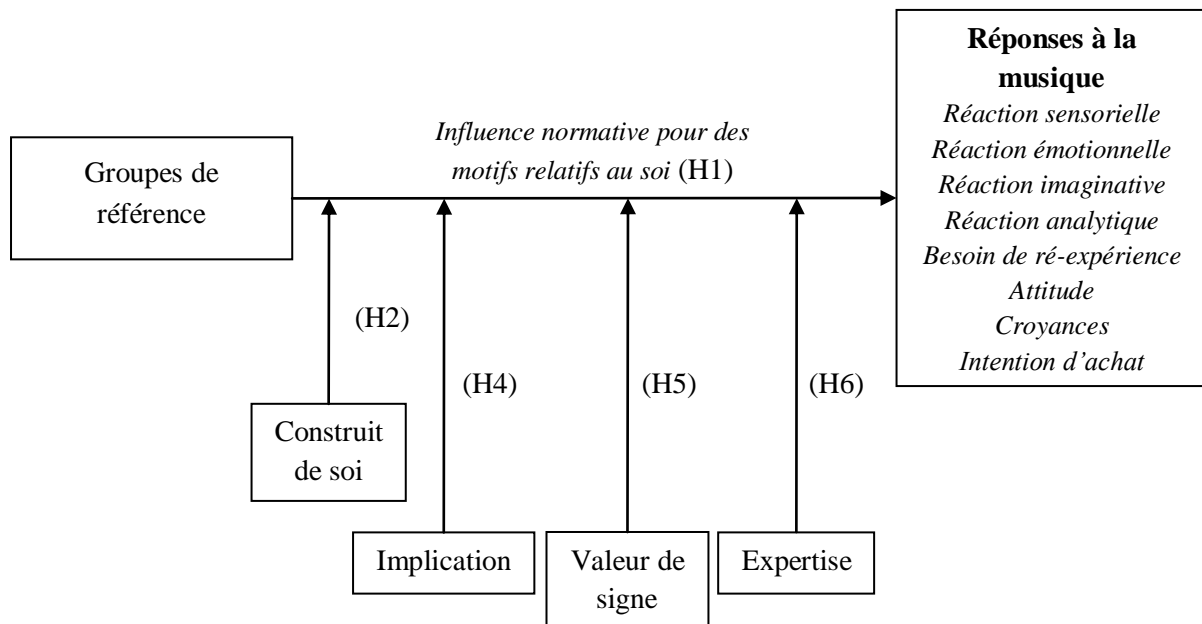 Réponses à la
musique
Réaction sensorielle
Réaction émotionnelle
Réaction imaginative
Réaction analytique
Besoin de ré-expérience
Attitude
Croyances
Intention d'achat
Influence normative pour des
motifs relatifs au soi (H1)
Groupes de
référence
(H2)
(H4)
(H5)
(H6)
Construit
de soi
Implication
Valeur de
signe
Expertise